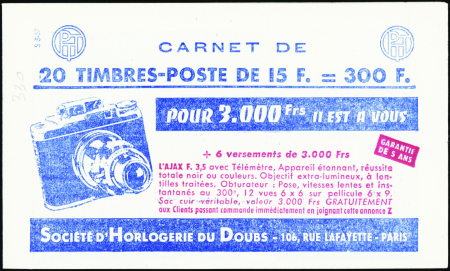 PTT
PTT
S 860
330
CARNET DE
20 TIMBRES-POSTE DE 15 F. = 300 F.
POUR 3.000 Frs IL EST A VOUS
+ 6 versements de 3.000 Frs
GARANTIE
DE 5 ANS
L'AJAX F. 3,5 avec Télémètre, Appareil étonnant, réussite
totale noir ou couleurs. Objectif extra-lumineux, à len-
tilles traitées. Obturateur : Pose, vitesses lentes et ins-
tantanés au 300e, 12 vues 6 x 6 sur pellicule 6 x 9.
Sac cuir véritable, valeur 3.000 Frs GRATUITEMENT
aux Clients passant commande immédiatement en joignant cette annonce Z
SOCIÉTÉ D'HORLOGERIE DU DOUBS - 106, RUE LAFAYETTE - PARIS